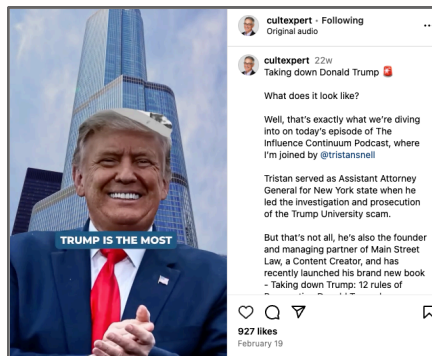 TRUMP IS THE MOST
cultexpert • Following
Original audio
cultexpert 22w
Taking down Donald Trump 🚨
What does it look like?
Well, that's exactly what we're diving
into on today's episode of The
Influence Continuum Podcast, where
I'm joined by @tristansnell
Tristan served as Assistant Attorney
General for New York state when he
led the investigation and prosecution
of the Trump University scam.
But that's not all, he's also the founder
and managing partner of Main Street
Law, a Content Creator, and has
recently launched his brand new book
- Taking down Trump: 12 rules of
927 likes
February 19